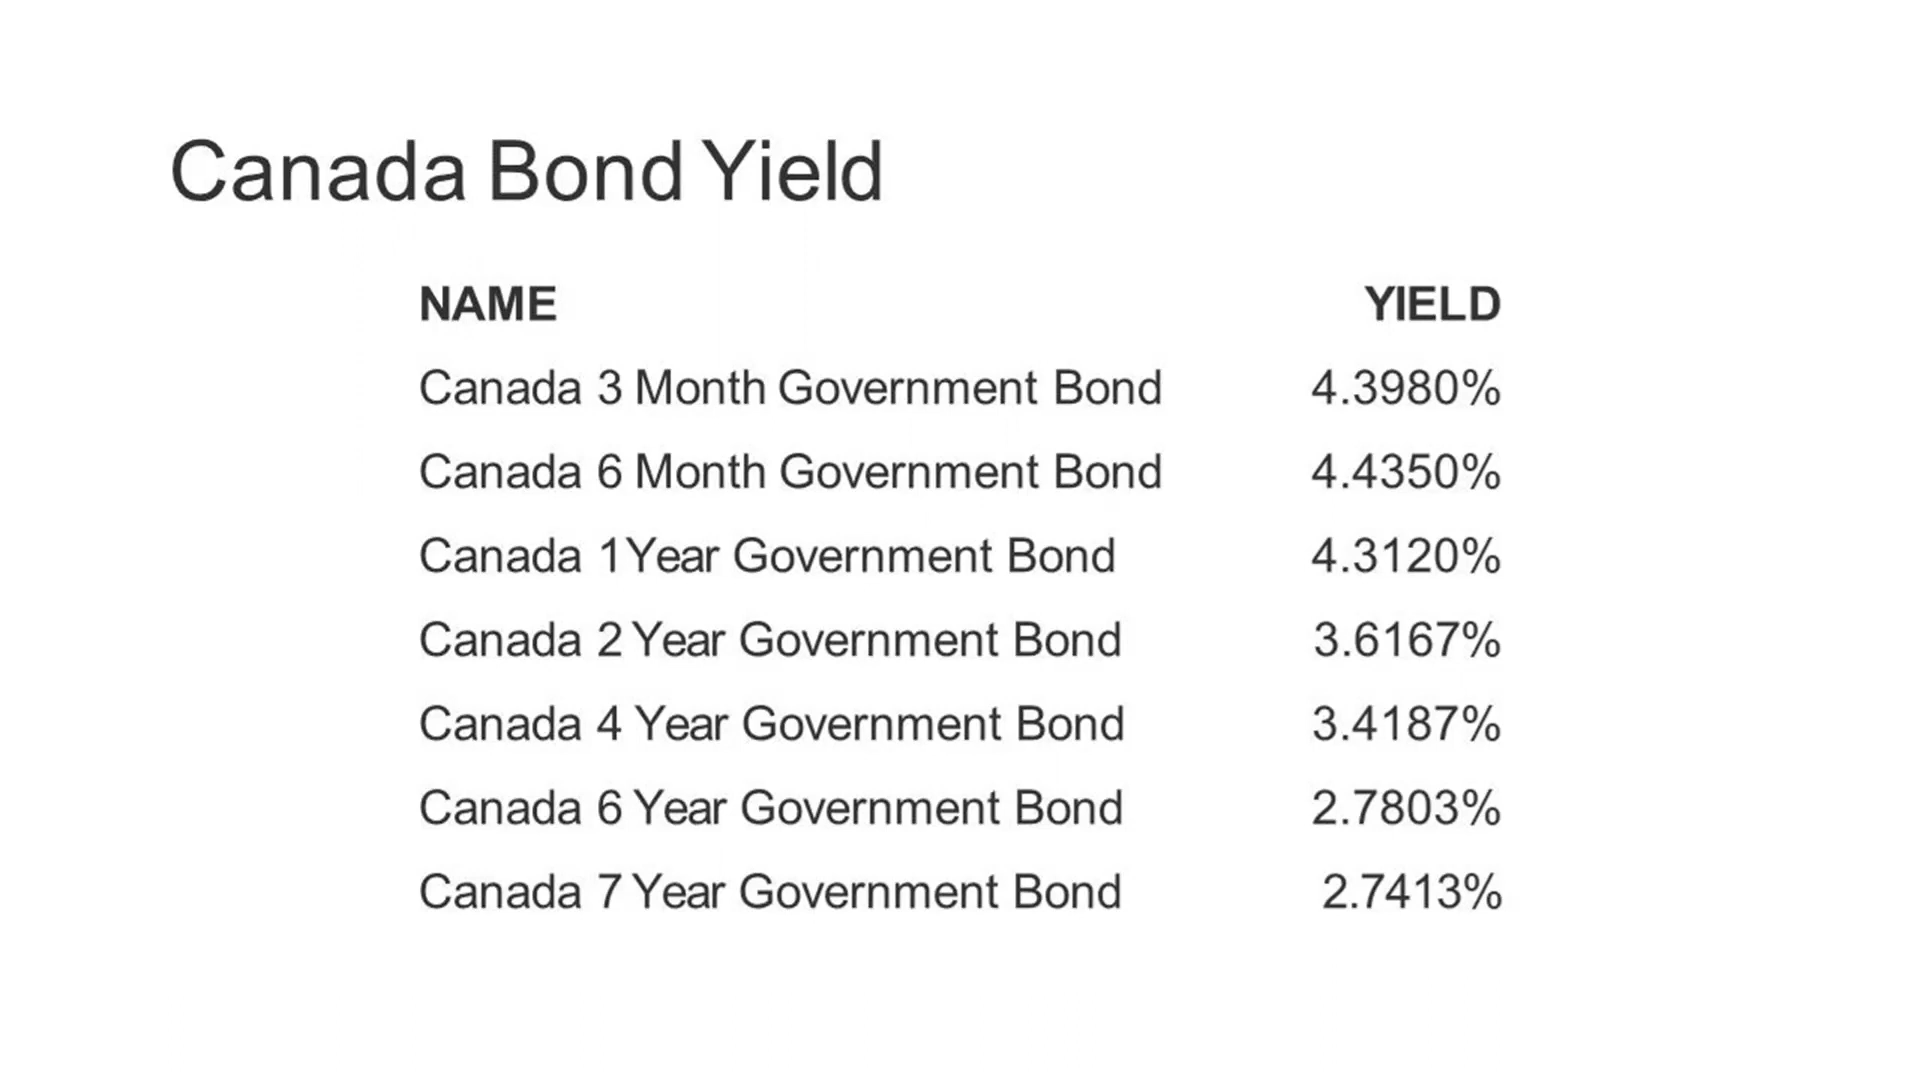 Canada Bond Yield
NAME YIELD
Canada 3 Month Government Bond 4.3980%
Canada 6 Month Government Bond 4.4350%
Canada 1 Year Government Bond 4.3120%
Canada 2 Year Government Bond 3.6167%
Canada 4 Year Government Bond 3.4187%
Canada 6 Year Government Bond 2.7803%
Canada 7 Year Government Bond 2.7413%